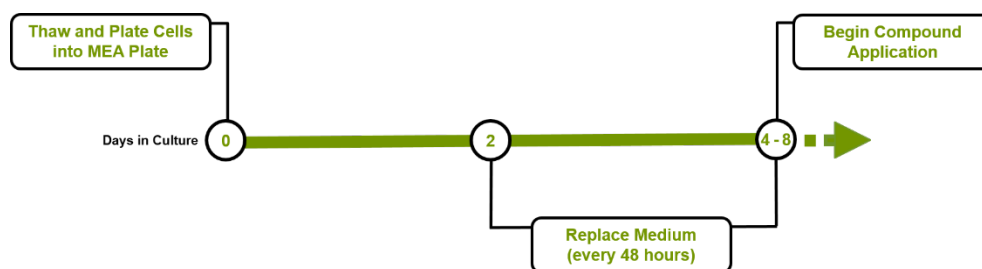 Thaw and Plate Cells
into MEA Plate
Begin Compound
Application
Days in Culture
0
2
4 - 8
Replace Medium
(every 48 hours)